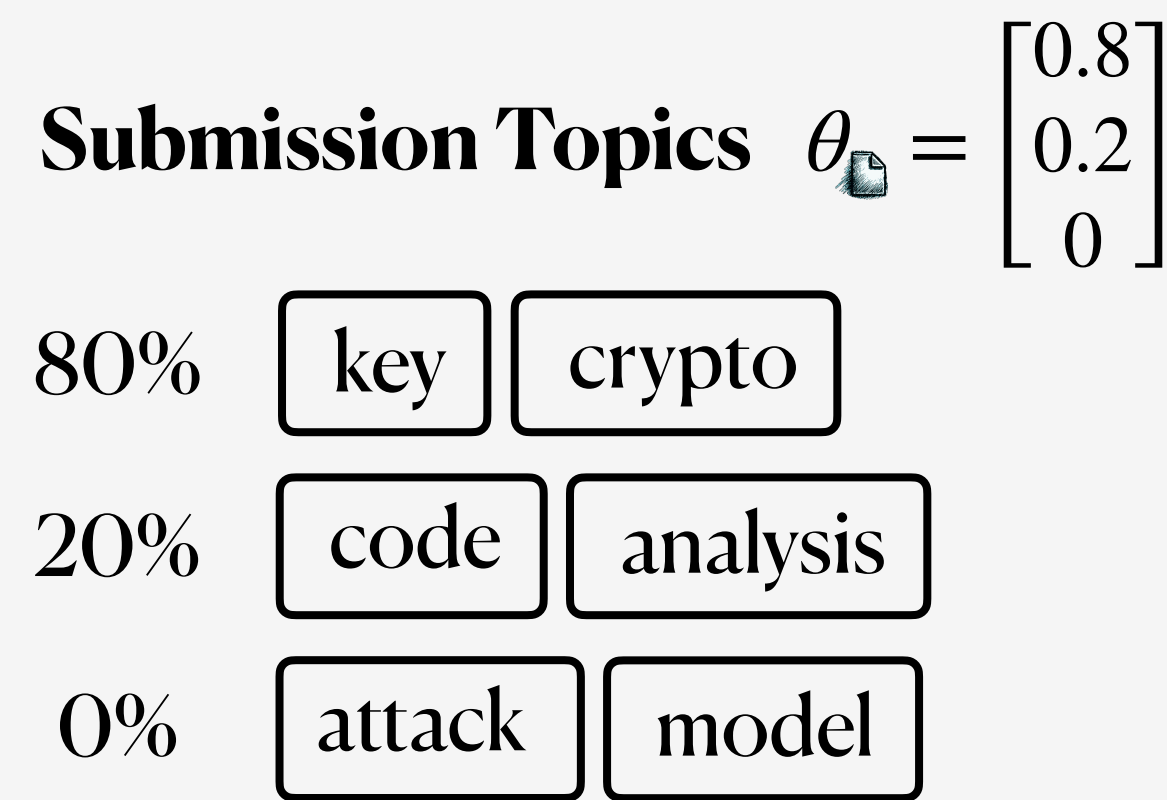 Submission Topics θ = [0.8 0.2 0]
80% key crypto
20% code analysis
0% attack model